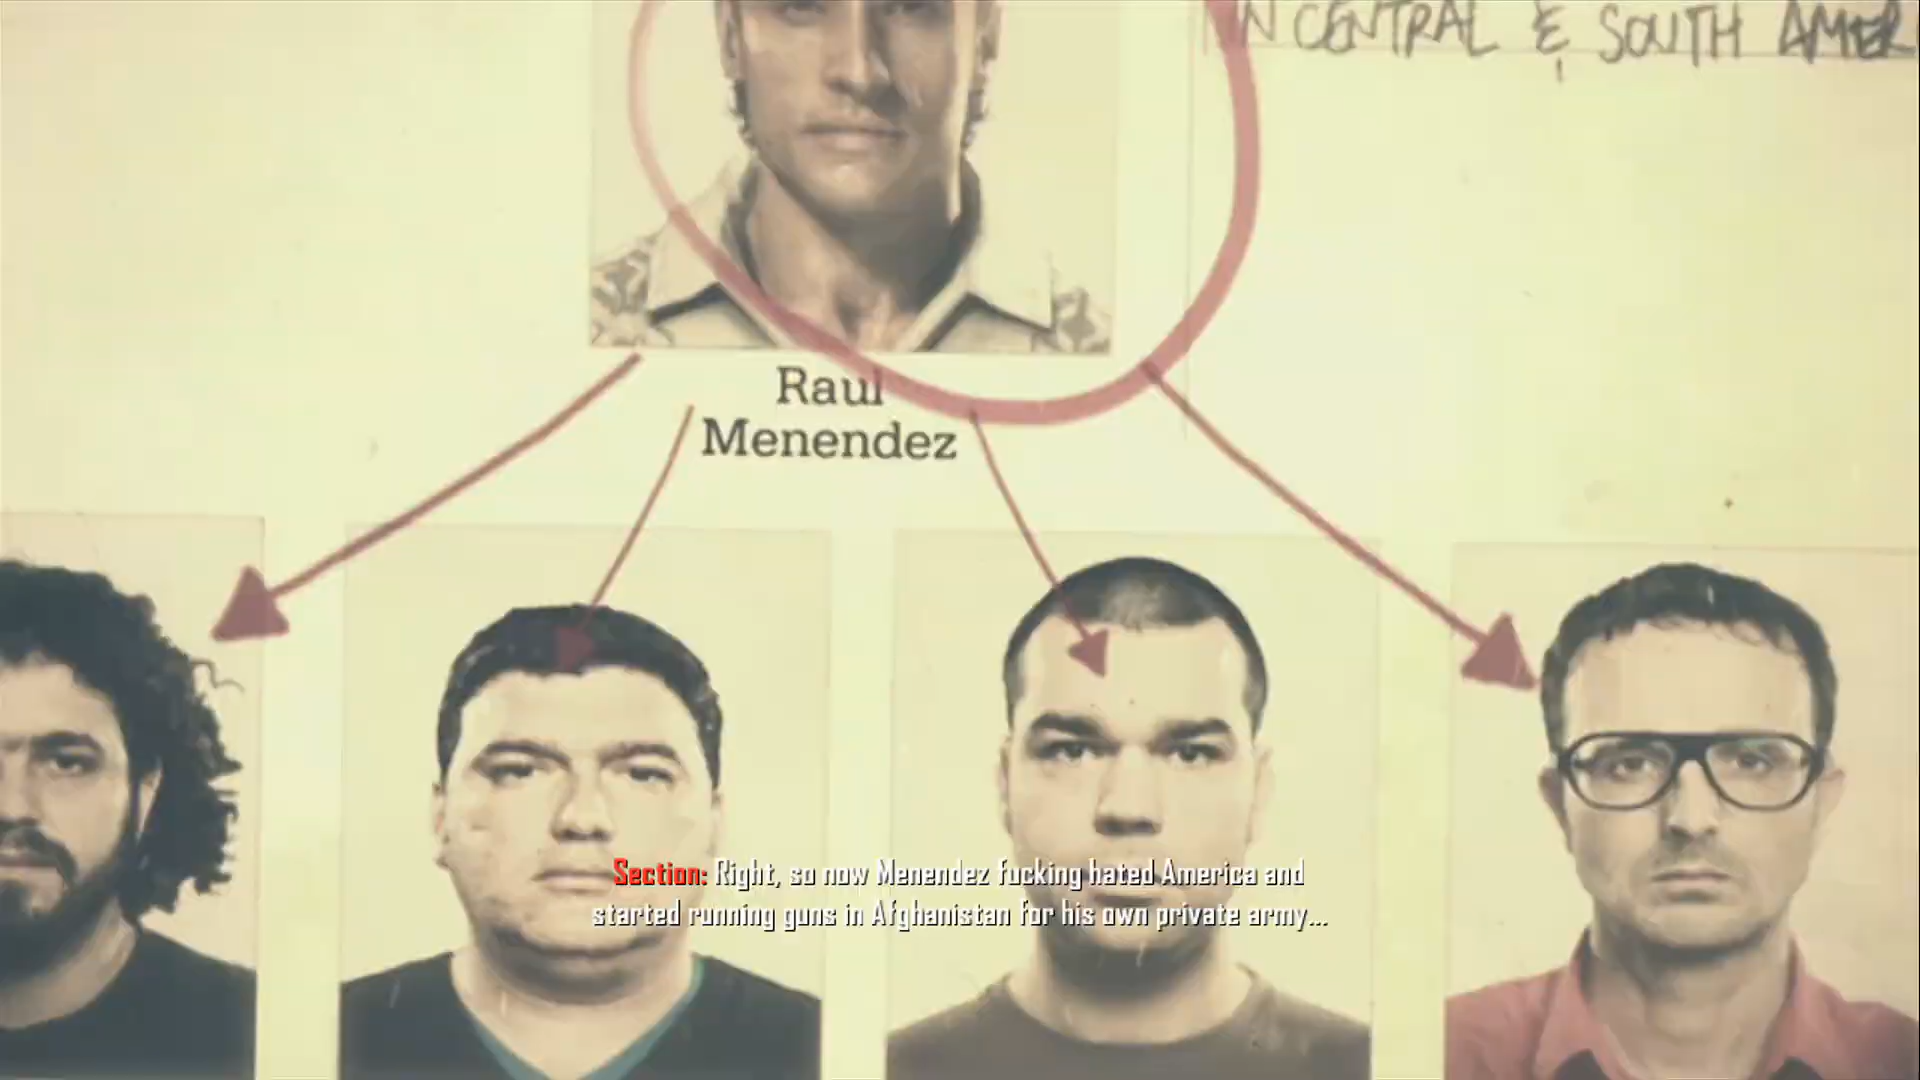 IN CENTRAL & SOUTH AMER
Raul
Menendez
Section: Right, so now Menendez fucking hated America and
started running guns in Afghanistan for his own private army...